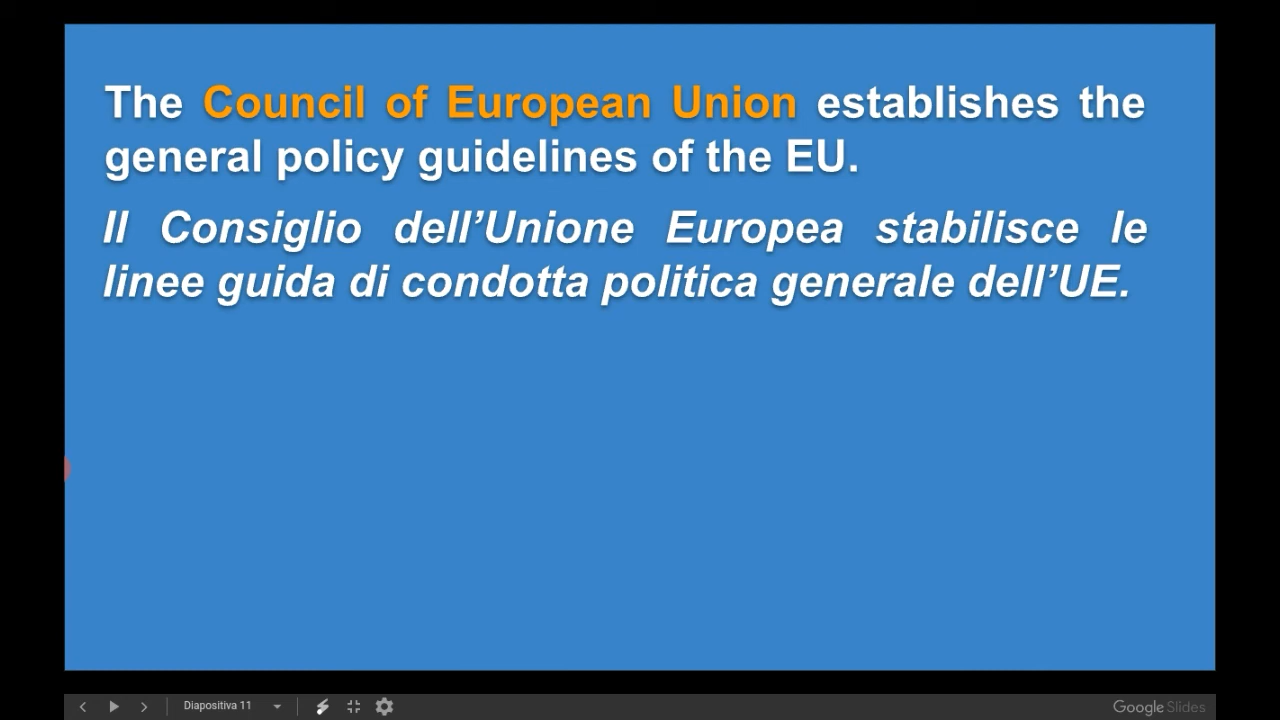 The Council of European Union establishes the
general policy guidelines of the EU.
Il Consiglio dell’Unione Europea stabilisce le
linee guida di condotta politica generale dell’UE.
Diapositiva 11
Google Slides